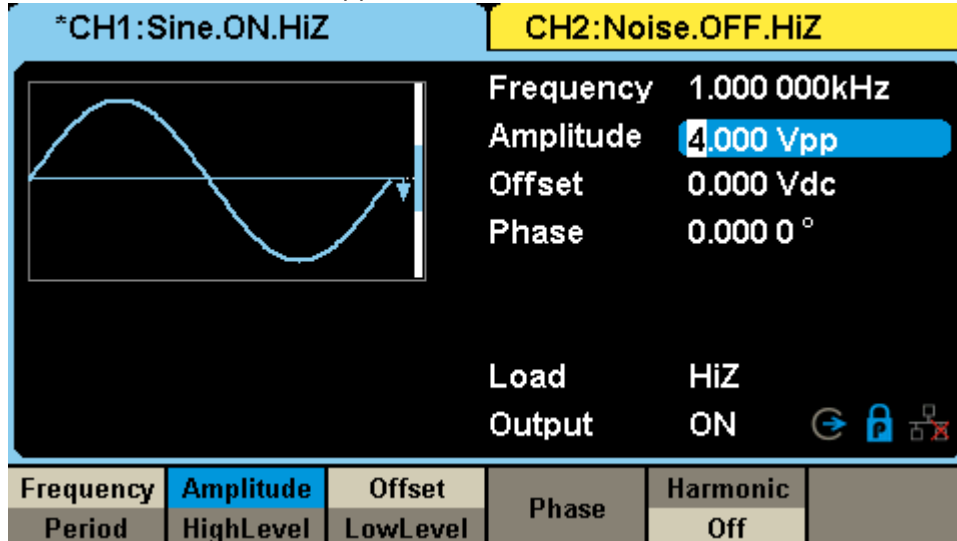 *CH1:Sine.ON.HiZ
CH2:Noise.OFF.HiZ
Frequency 1.000 000kHz
Amplitude 4.000 Vpp
Offset 0.000 Vdc
Phase 0.000 0 °
Load HiZ
Output ON
P
Frequency Amplitude Offset Phase Harmonic
Period HighLevel LowLevel Off